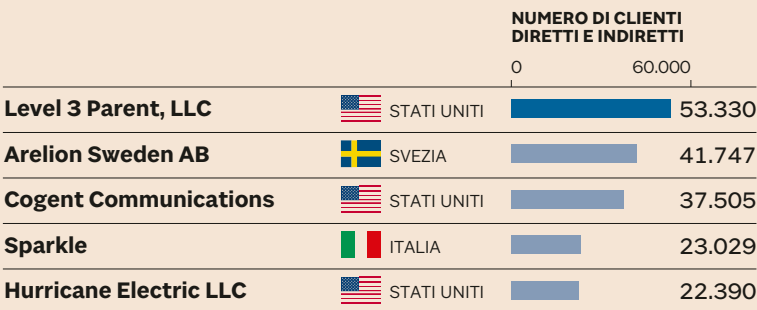 NUMERO DI CLIENTI
DIRETTI E INDIRETTI
0 60.000
Level 3 Parent, LLC STATI UNITI 53.330
Arelion Sweden AB SVEZIA 41.747
Cogent Communications STATI UNITI 37.505
Sparkle ITALIA 23.029
Hurricane Electric LLC STATI UNITI 22.390